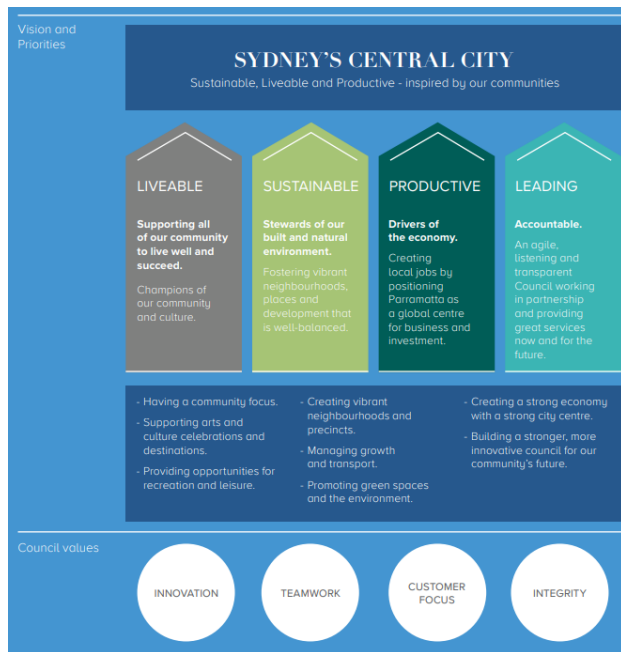 Vision and
Priorities
SYDNEY'S CENTRAL CITY
Sustainable, Liveable and Productive - inspired by our communities
LIVEABLE
Supporting all
of our community
to live well and
succeed.
Champions of
our community
and culture.
SUSTAINABLE
Stewards of our
built and natural
environment.
Fostering vibrant
neighbourhoods,
places and
development that
is well-balanced.
PRODUCTIVE
Drivers of
the economy.
Creating
local jobs by
positioning
Parramatta as
a global centre
for business and
investment.
LEADING
Accountable.
An agile,
listening and
transparent
Council working
in partnership
and providing
great services
now and for the
future.
- Having a community focus.
- Supporting arts and
culture celebrations and
destinations.
- Providing opportunities for
recreation and leisure.
- Creating vibrant
neighbourhoods and
precincts.
- Managing growth
and transport.
- Promoting green spaces
and the environment.
- Creating a strong economy
with a strong city centre.
- Building a stronger, more
innovative council for our
community's future.
Council values
INNOVATION
TEAMWORK
CUSTOMER
FOCUS
INTEGRITY